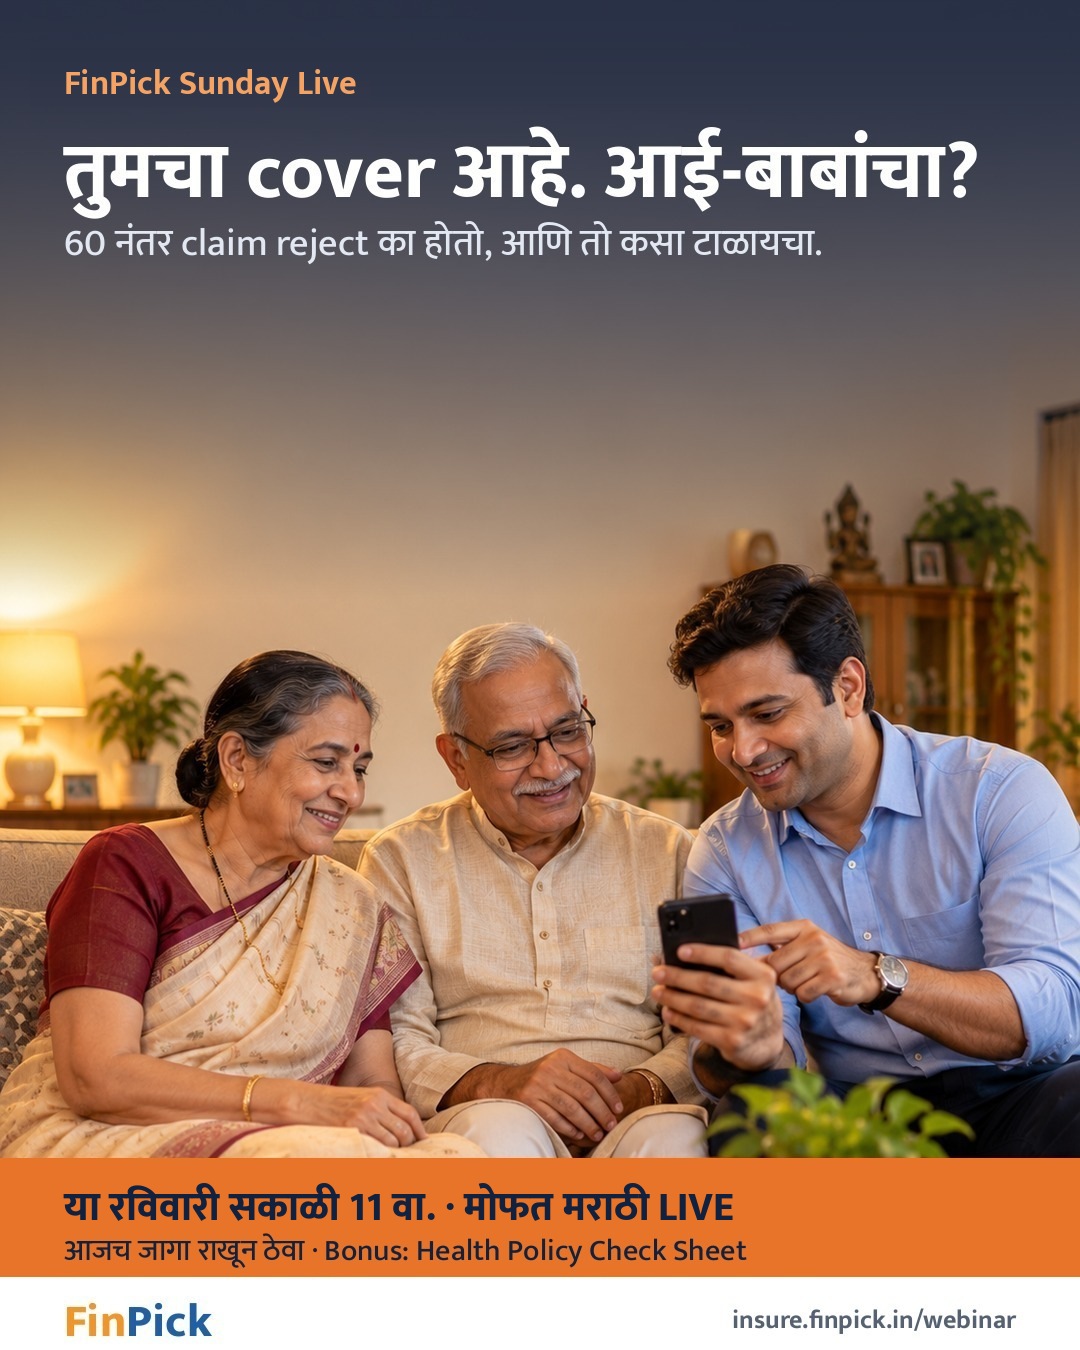 FinPick Sunday Live
तुमचा cover आहे. आई-बाबांचा?
60 नंतर claim reject का होतो, आणि तो कसा टाळायचा.
या रविवारी सकाळी 11 वा. · मोफत मराठी LIVE
आजच जागा राखून ठेवा · Bonus: Health Policy Check Sheet
FinPick
insure.finpick.in/webinar